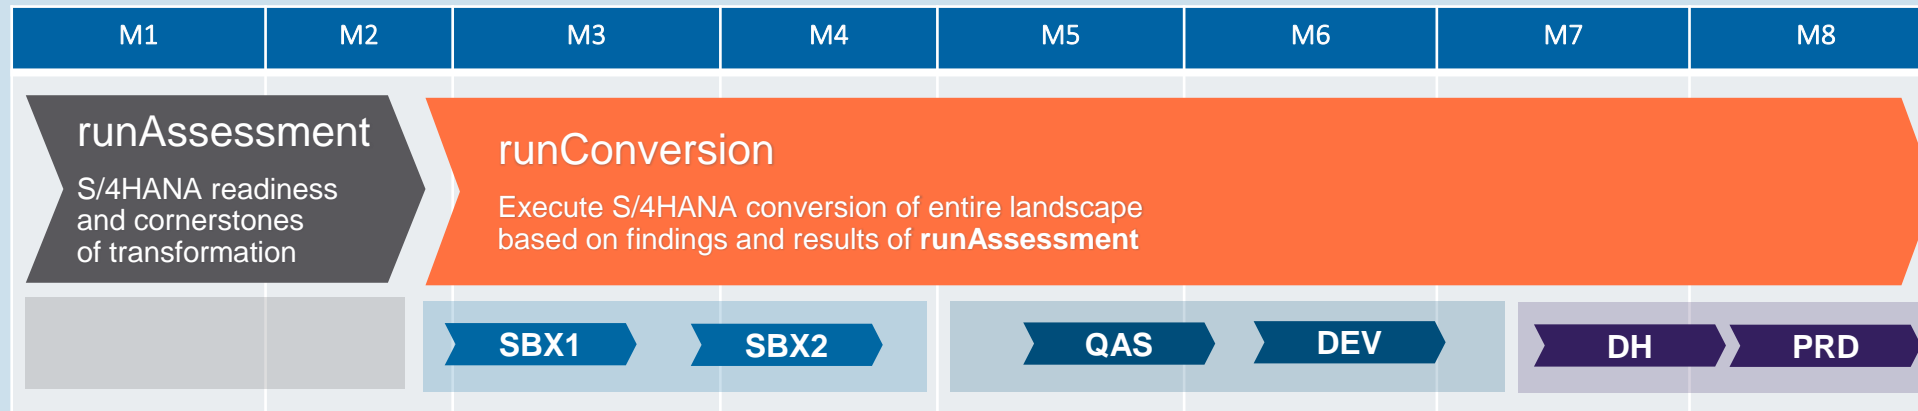 M1 M2 M3 M4 M5 M6 M7 M8
runAssessment
S/4HANA readiness
and cornerstones
of transformation
runConversion
Execute S/4HANA conversion of entire landscape
based on findings and results of runAssessment
SBX1 SBX2 QAS DEV DH PRD